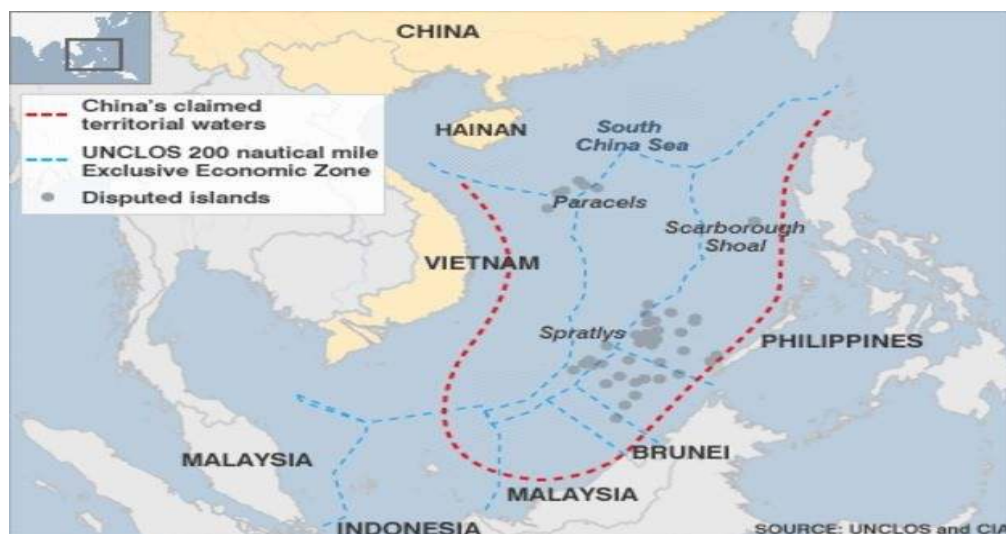 CHINA
China's claimed
territorial waters
UNCLOS 200 nautical mile
Exclusive Economic Zone
Disputed islands
HAINAN
South
China Sea
Paracels
Scarborough
Shoal
VIETNAM
Spratlys
PHILIPPINES
MALAYSIA
BRUNEI
MALAYSIA
INDONESIA
SOURCE: UNCLOS and CIA